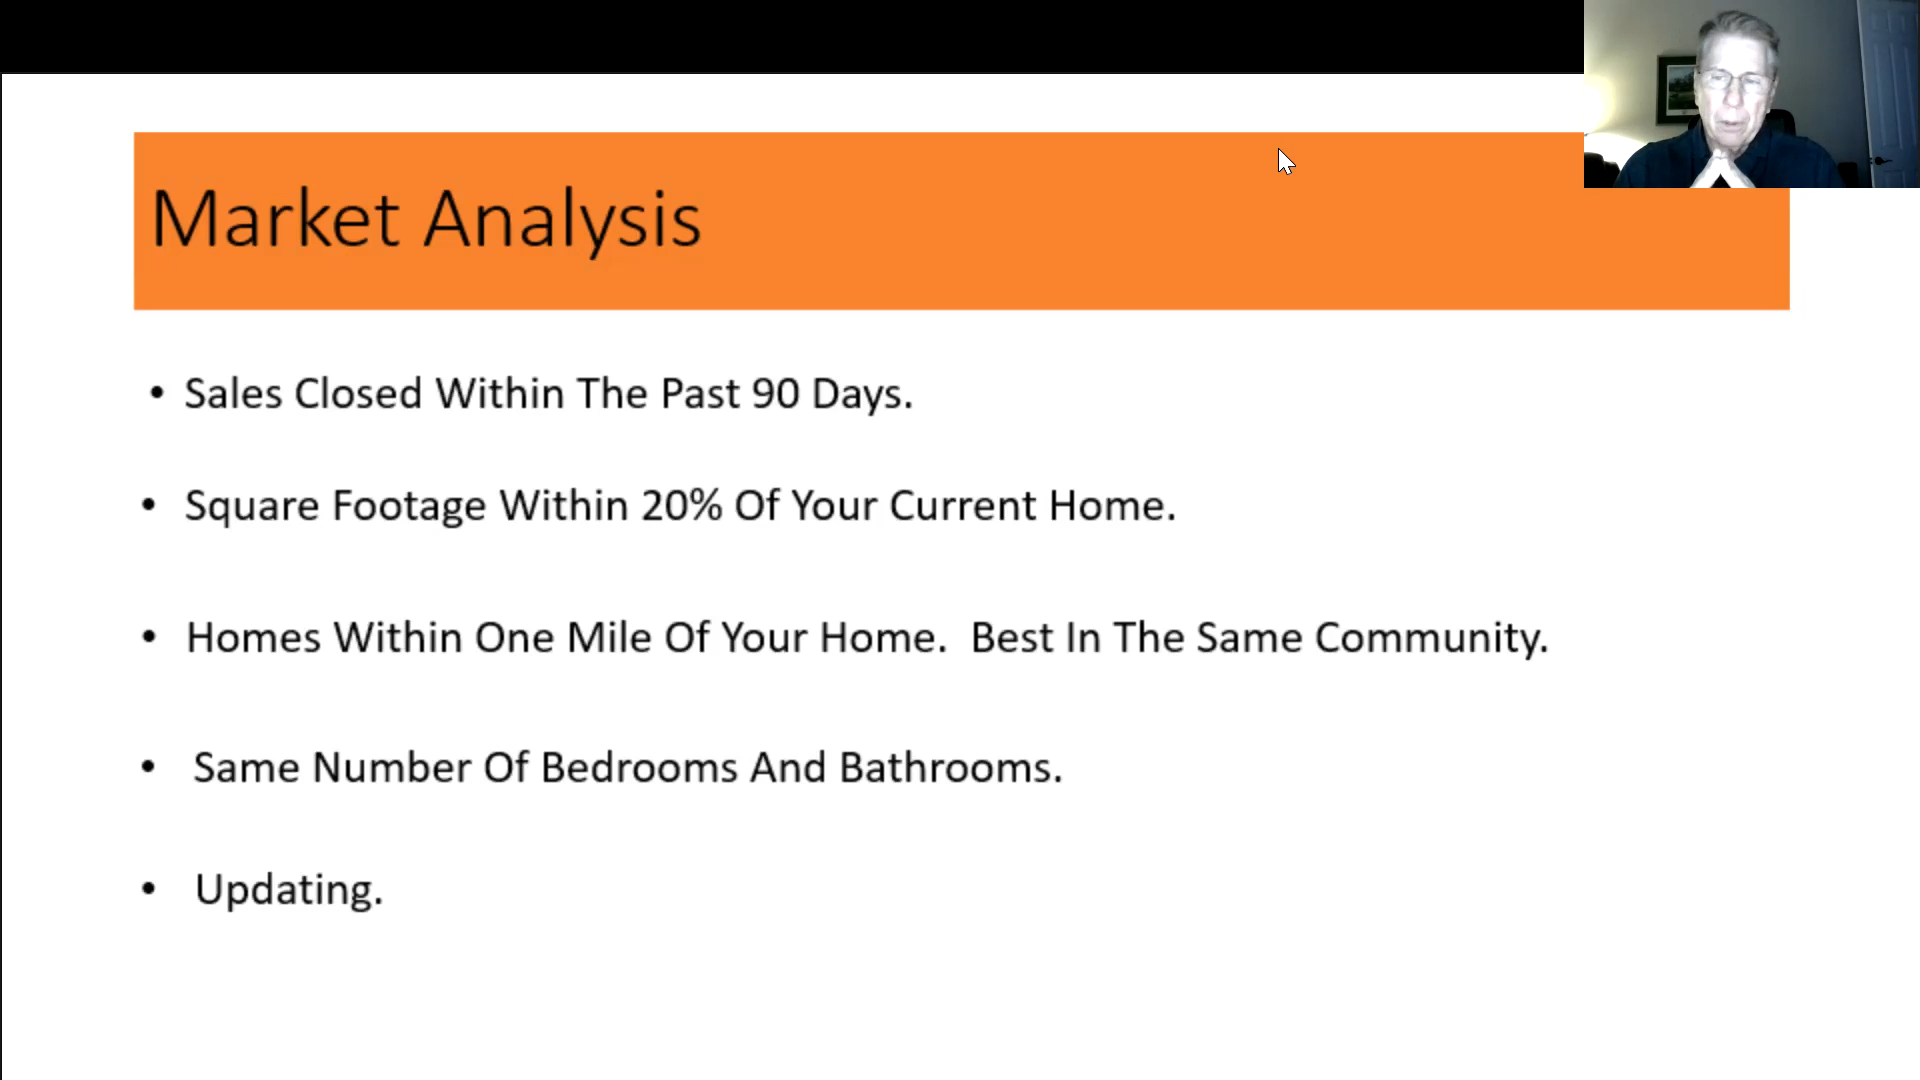 Market Analysis
• Sales Closed Within The Past 90 Days.
• Square Footage Within 20% Of Your Current Home.
• Homes Within One Mile Of Your Home.  Best In The Same Community.
• Same Number Of Bedrooms And Bathrooms.
• Updating.